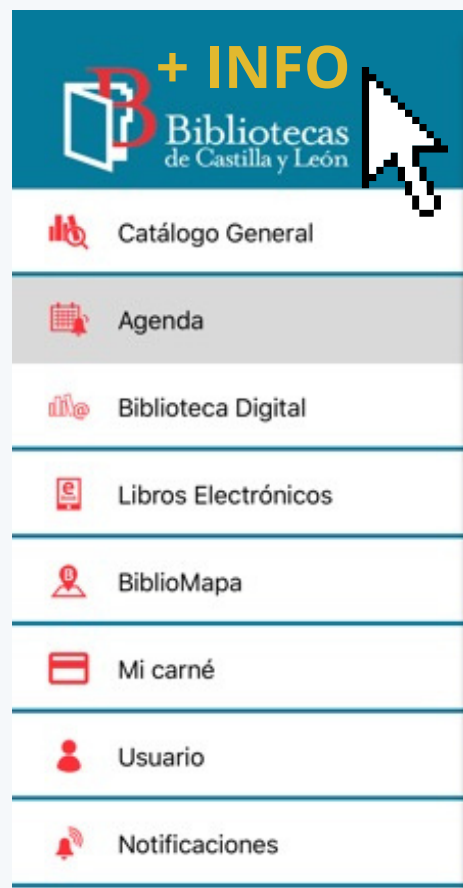 + INFO
B
Bibliotecas
de Castilla y León
Catálogo General
Agenda
Biblioteca Digital
Libros Electrónicos
BiblioMapa
Mi carné
Usuario
Notificaciones